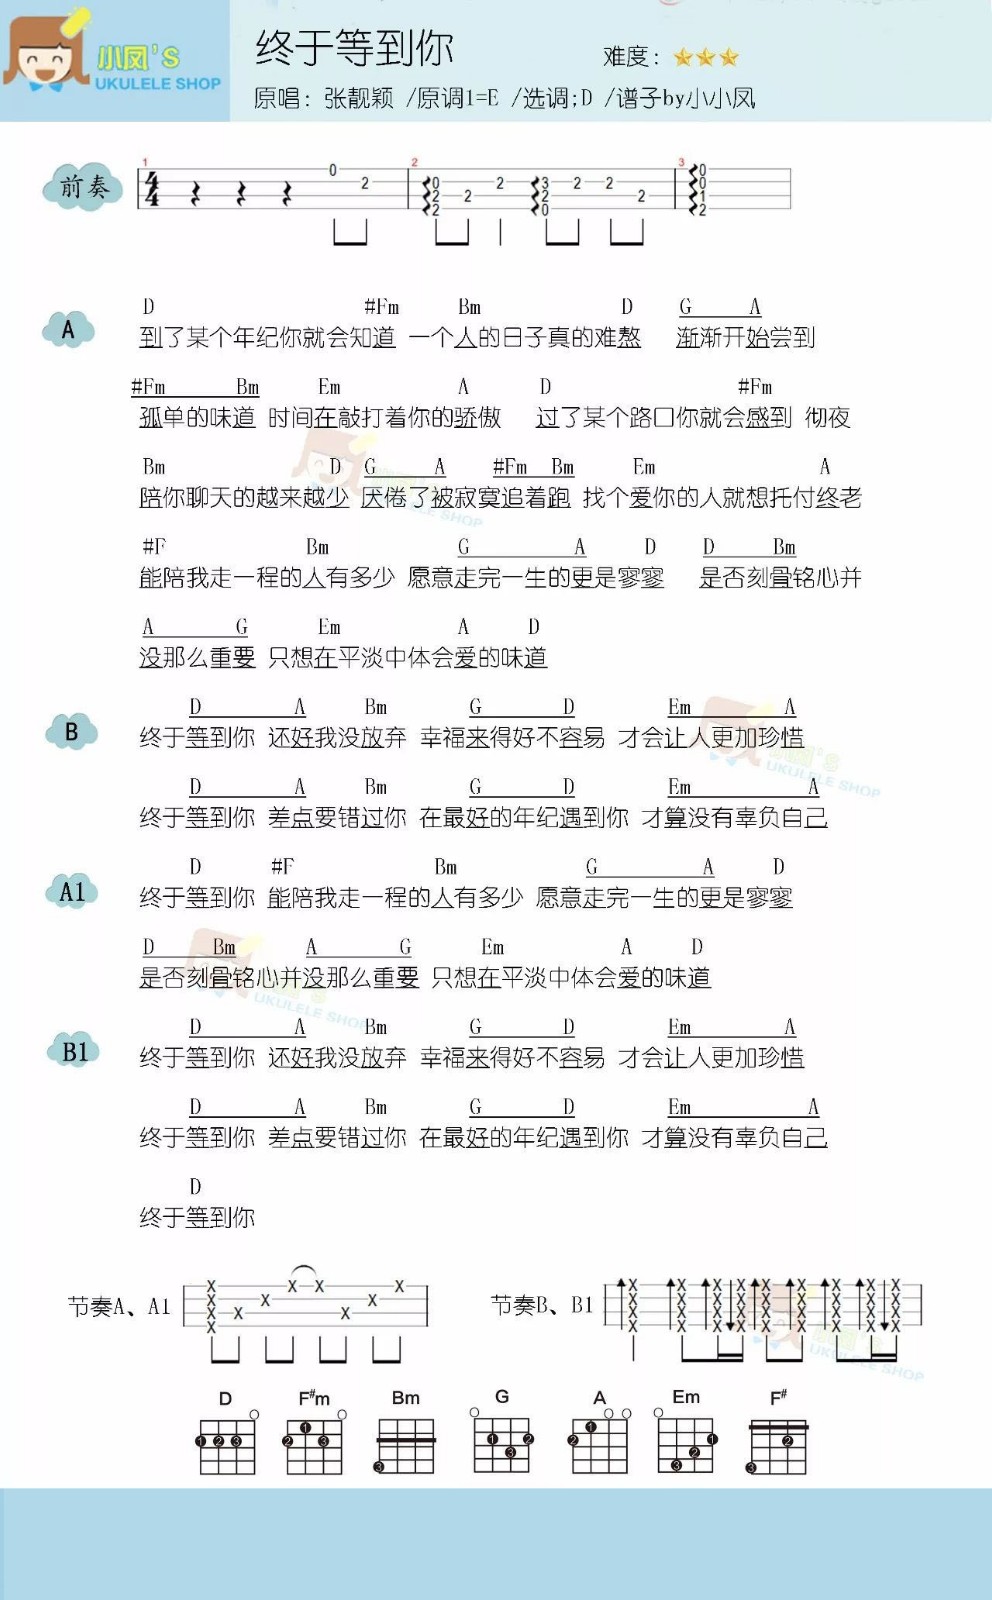 小凤'S
UKULELE SHOP
终于等到你
难度：
原唱：张靓颖 /原调1=E /选调;D /谱子by小小凤
前奏
1 2 3
4
4
0 2 0 2 2 2 2 3 2 0 2 2 2 0 0 1 2
D #Fm Bm D G A
A
到了某个年纪你就会知道 一个人的日子真的难熬 渐渐开始尝到
#Fm Bm Em A D #Fm
孤单的味道 时间在敲打着你的骄傲 过了某个路口你就会感到 彻夜
Bm D G A #Fm Bm Em A
陪你聊天的越来越少 厌倦了被寂寞追着跑 找个爱你的人就想托付终老
#F Bm G A D D Bm
能陪我走一程的人有多少 愿意走完一生的更是寥寥 是否刻骨铭心并
A G Em A D
没那么重要 只想在平淡中体会爱的味道
D A Bm G D Em A
B
终于等到你 还好我没放弃 幸福来得好不容易 才会让人更加珍惜
D A Bm G D Em A
终于等到你 差点要错过你 在最好的年纪遇到你 才算没有辜负自己
D #F Bm G A D
A1
终于等到你 能陪我走一程的人有多少 愿意走完一生的更是寥寥
D Bm A G Em A D
是否刻骨铭心并没那么重要 只想在平淡中体会爱的味道
D A Bm G D Em A
B1
终于等到你 还好我没放弃 幸福来得好不容易 才会让人更加珍惜
D A Bm G D Em A
终于等到你 差点要错过你 在最好的年纪遇到你 才算没有辜负自己
D
终于等到你
节奏A、A1
节奏B、B1
D F#m Bm G A Em F#